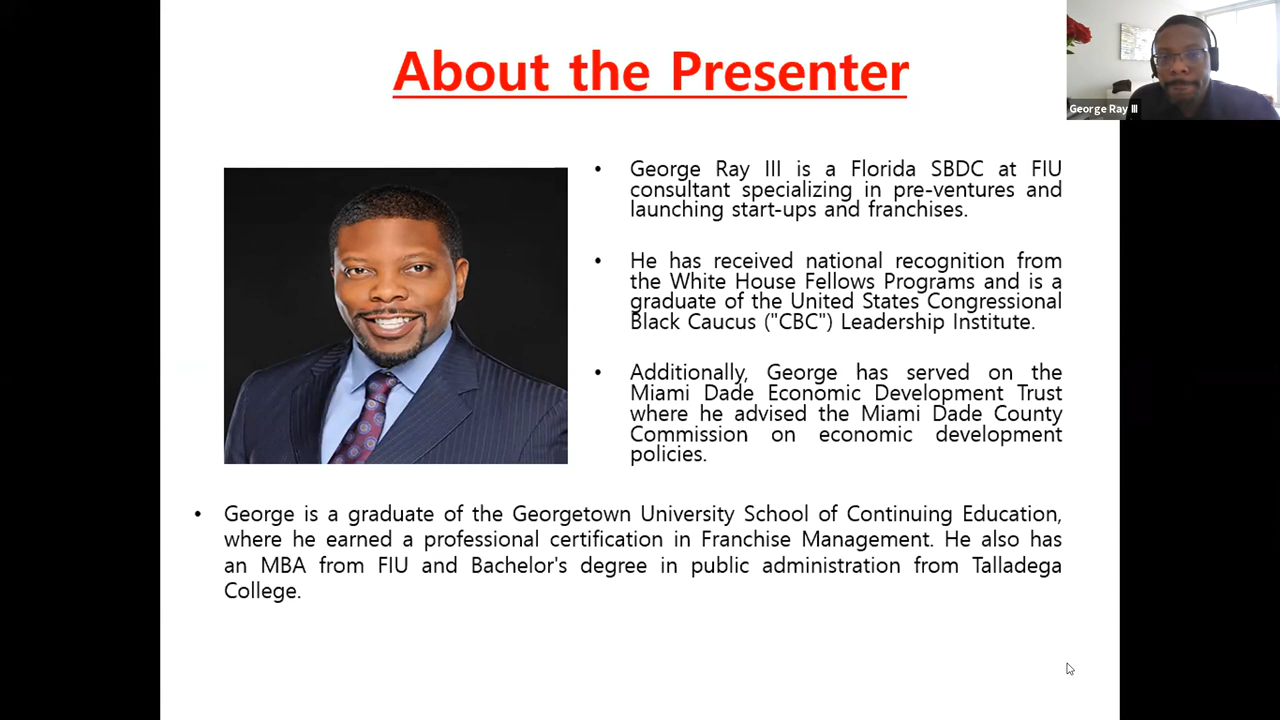 About the Presenter
George Ray III
• George Ray III is a Florida SBDC at FIU
consultant specializing in pre-ventures and
launching start-ups and franchises.
• He has received national recognition from
the White House Fellows Programs and is a
graduate of the United States Congressional
Black Caucus ("CBC") Leadership Institute.
• Additionally, George has served on the
Miami Dade Economic Development Trust
where he advised the Miami Dade County
Commission on economic development
policies.
• George is a graduate of the Georgetown University School of Continuing Education,
where he earned a professional certification in Franchise Management. He also has
an MBA from FIU and Bachelor's degree in public administration from Talladega
College.